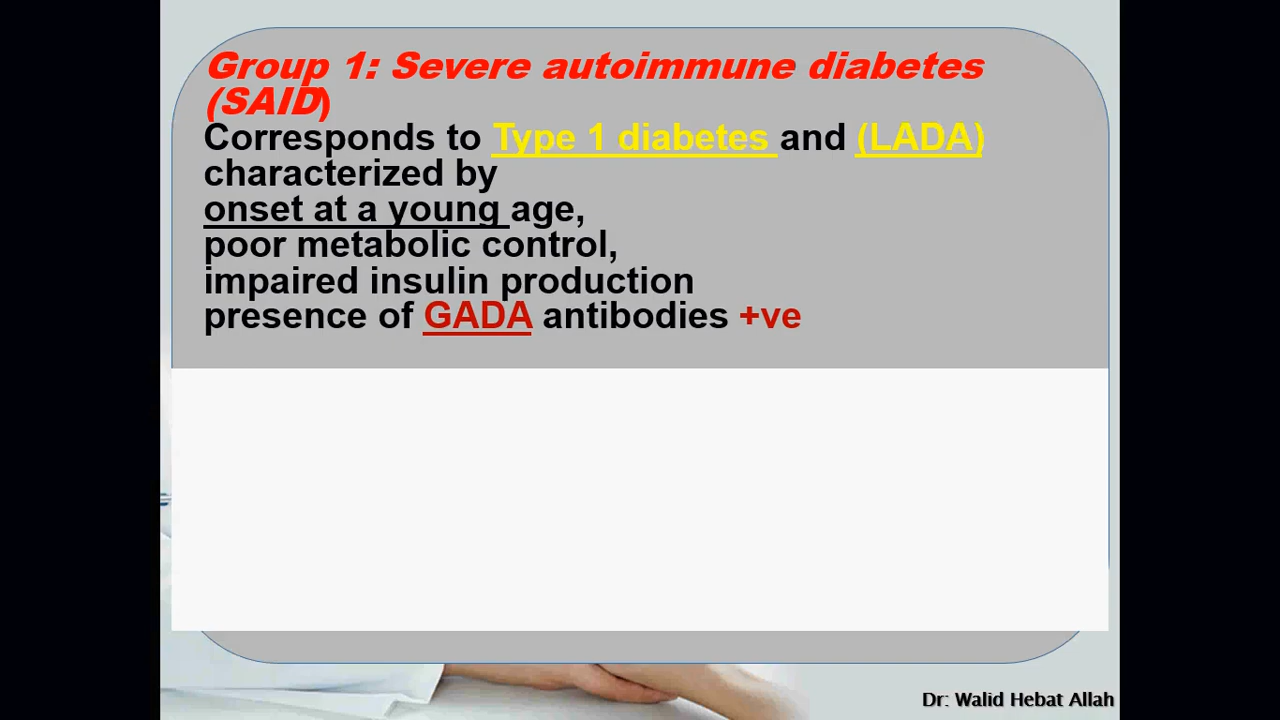 Group 1: Severe autoimmune diabetes
(SAID)
Corresponds to Type 1 diabetes and (LADA)
characterized by
onset at a young age,
poor metabolic control,
impaired insulin production
presence of GADA antibodies +ve
Dr: Walid Hebat Allah